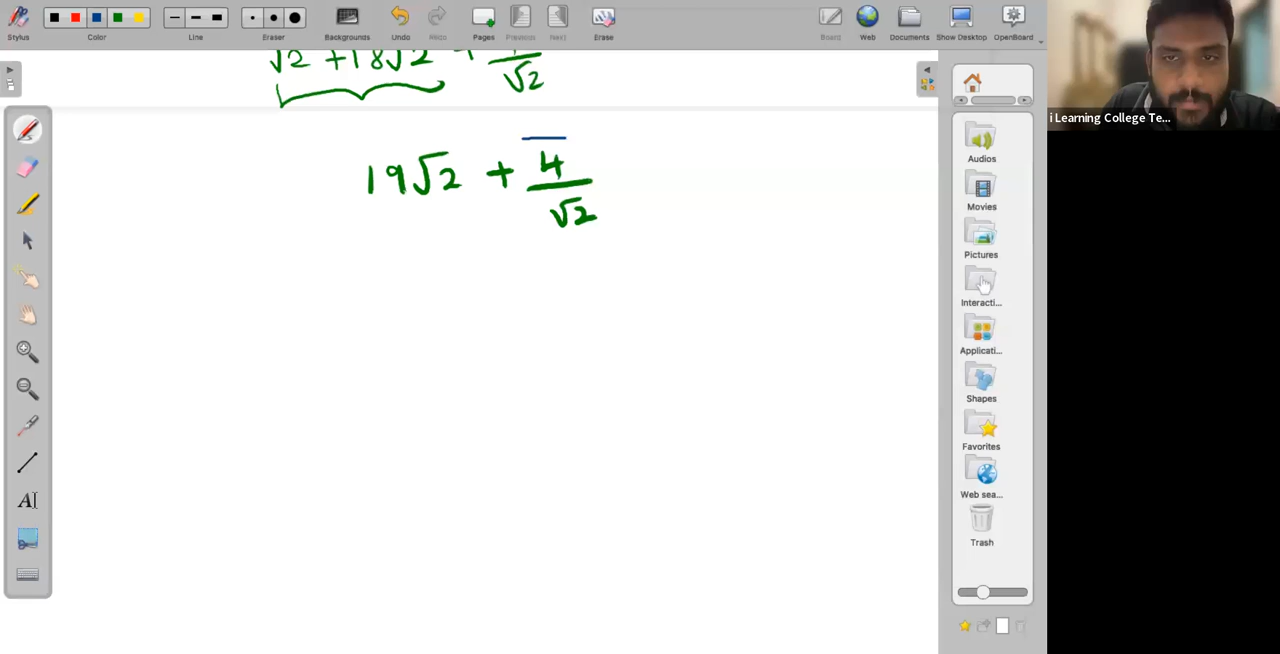 Stylus Color Line Eraser Backgrounds Undo Redo Pages Previous Next Erase Board Web Documents Show Desktop OpenBoard
√2 + 18√2 + /√2
19√2 + 4/√2
i Learning College Te...
Audios
Movies
Pictures
Interacti...
Applicati...
Shapes
Favorites
Web sea...
Trash